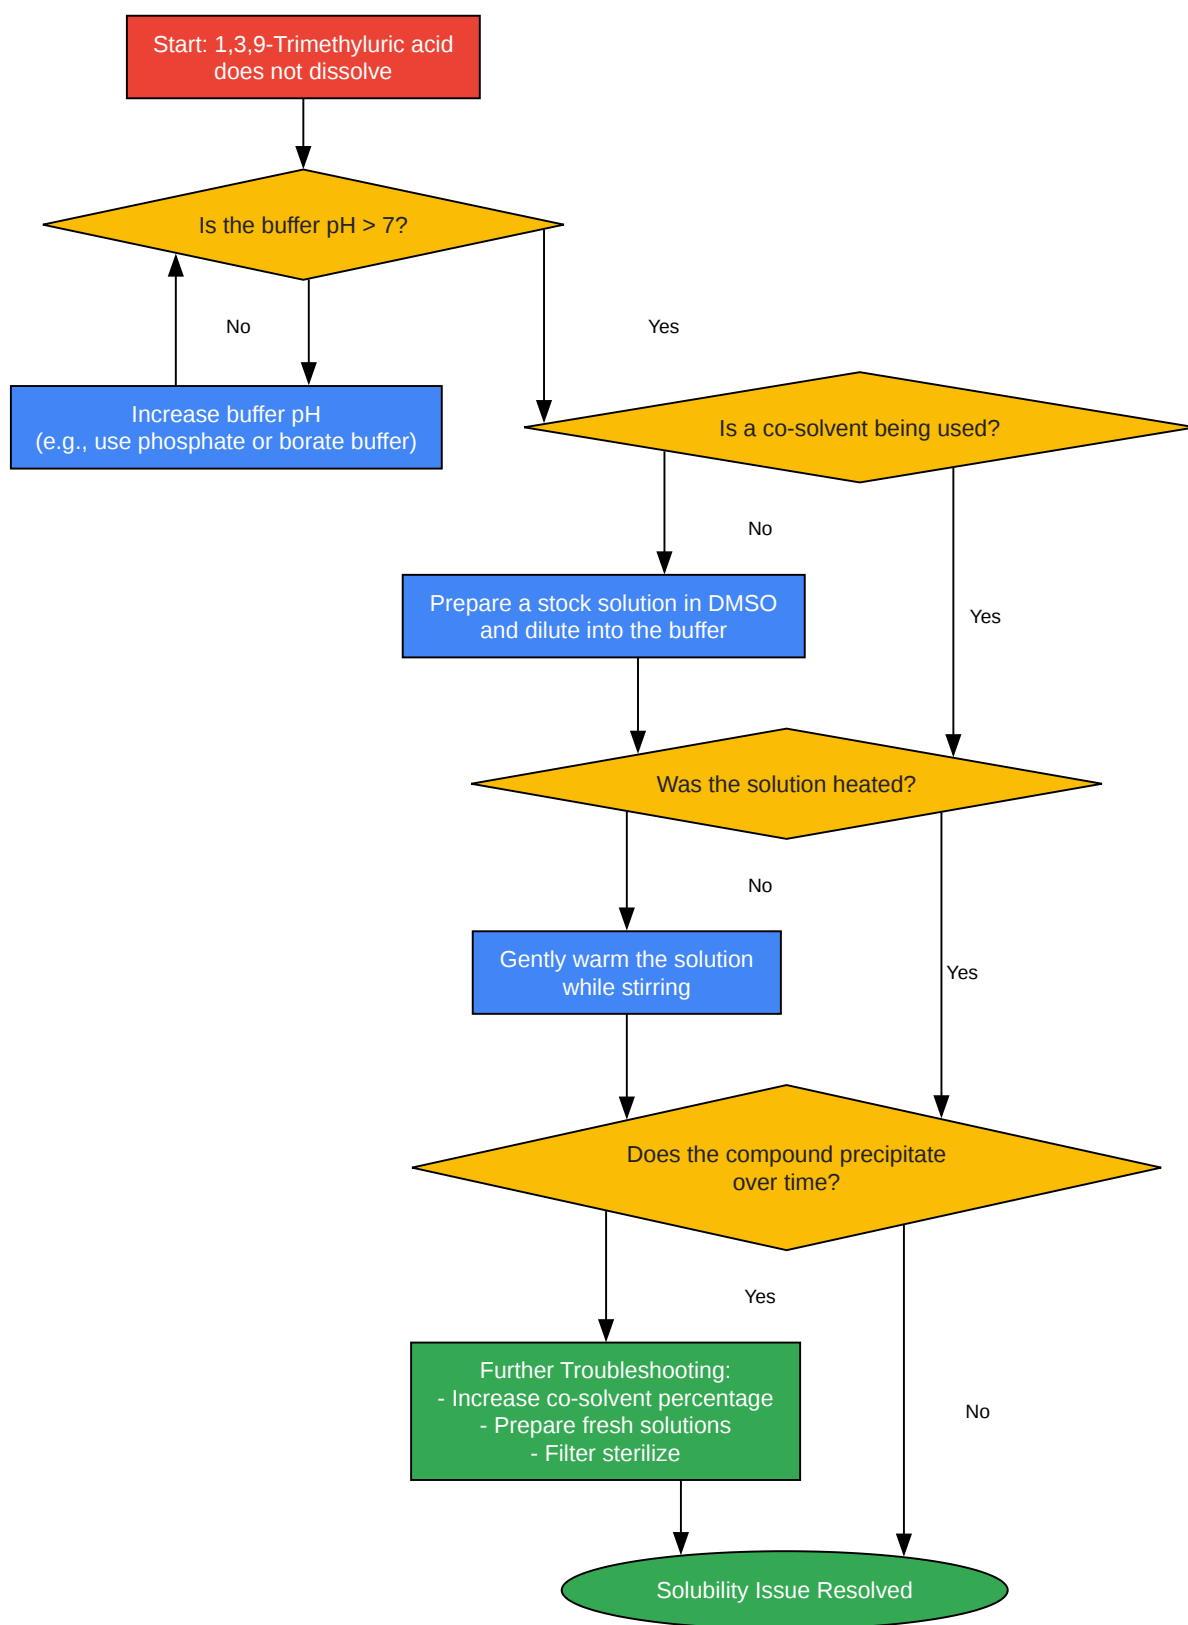 Start: 1,3,9-Trimethyluric acid
does not dissolve
Is the buffer pH > 7?
No
Yes
Increase buffer pH
(e.g., use phosphate or borate buffer)
Is a co-solvent being used?
No
Prepare a stock solution in DMSO
and dilute into the buffer
Yes
Was the solution heated?
No
Gently warm the solution
while stirring
Yes
Does the compound precipitate
over time?
Yes
Further Troubleshooting:
- Increase co-solvent percentage
- Prepare fresh solutions
- Filter sterilize
No
Solubility Issue Resolved